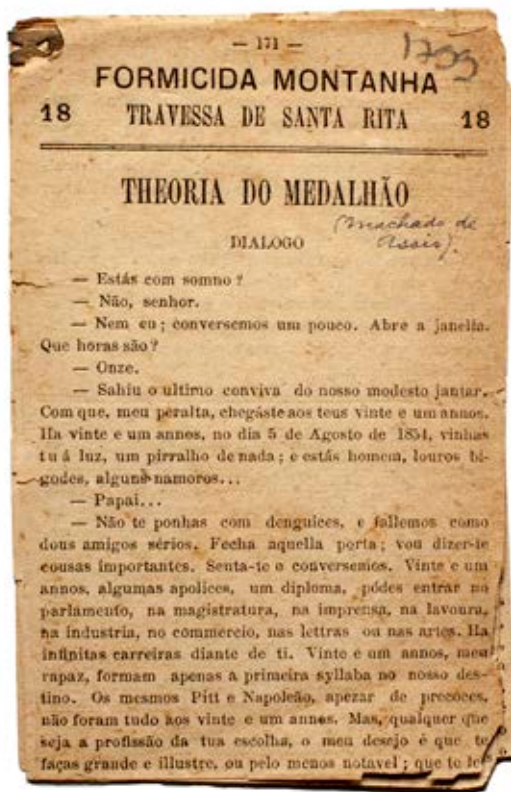 — 171 —
1799
FORMICIDA MONTANHA
18 TRAVESSA DE SANTA RITA 18
THEORIA DO MEDALHÃO
(Machado de
Assis).
DIALOGO
— Estás com somno?
— Não, senhor.
— Nem eu; conversemos um pouco. Abre a janella.
Que horas são?
— Onze.
— Sahiu o ultimo conviva do nosso modesto jantar.
Com que, meu peralta, chegáste aos teus vinte e um annos.
Ha vinte e um annos, no dia 5 de Agosto de 1854, vinhas
tu á luz, um pirralho de nada; e estás homem, louros bi-
godes, alguns namoros...
— Papai...
— Não te ponhas com denguices, e fallemos como
dous amigos sérios. Fecha aquella porta; vou dizer-te
cousas importantes. Senta-te e conversemos. Vinte e um
annos, algumas apolices, um diploma, pódes entrar no
parlamento, na magistratura, na imprensa, na lavoura,
na industria, no commercio, nas lettras ou nas artes. Ha
infinitas carreiras diante de ti. Vinte e um annos, meu
rapaz, formam apenas a primeira syllaba no nosso des-
tino. Os mesmos Pitt e Napoleão, apezar de precoces,
não foram tudo aos vinte e um annos. Mas, qualquer que
seja a profissão da tua escolha, o meu desejo é que te
faças grande e illustre, ou pelo menos notavel; que te le